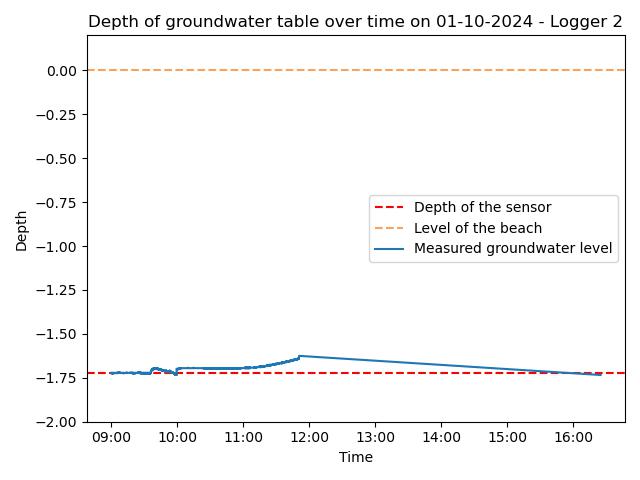 Depth of groundwater table over time on 01-10-2024 - Logger 2
0.00
−0.25
−0.50
−0.75
−1.00
−1.25
−1.50
−1.75
−2.00
Depth
Depth of the sensor
Level of the beach
Measured groundwater level
09:00 10:00 11:00 12:00 13:00 14:00 15:00 16:00
Time